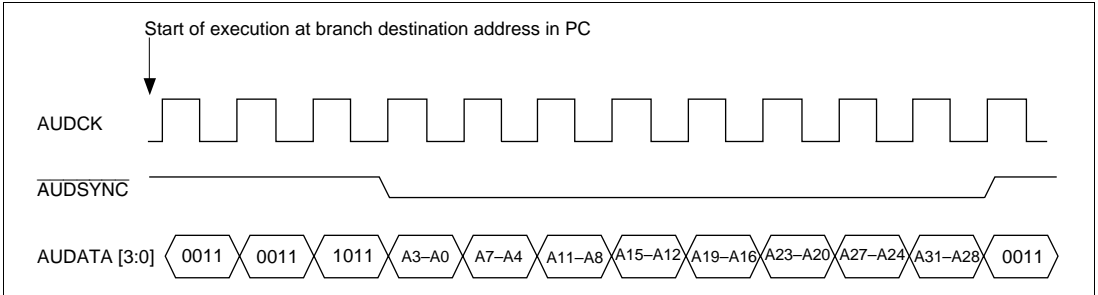 Start of execution at branch destination address in PC
AUDCK
AUDSYNC
AUDATA [3:0] 0011 0011 1011 A3–A0 A7–A4 A11–A8 A15–A12 A19–A16 A23–A20 A27–A24 A31–A28 0011